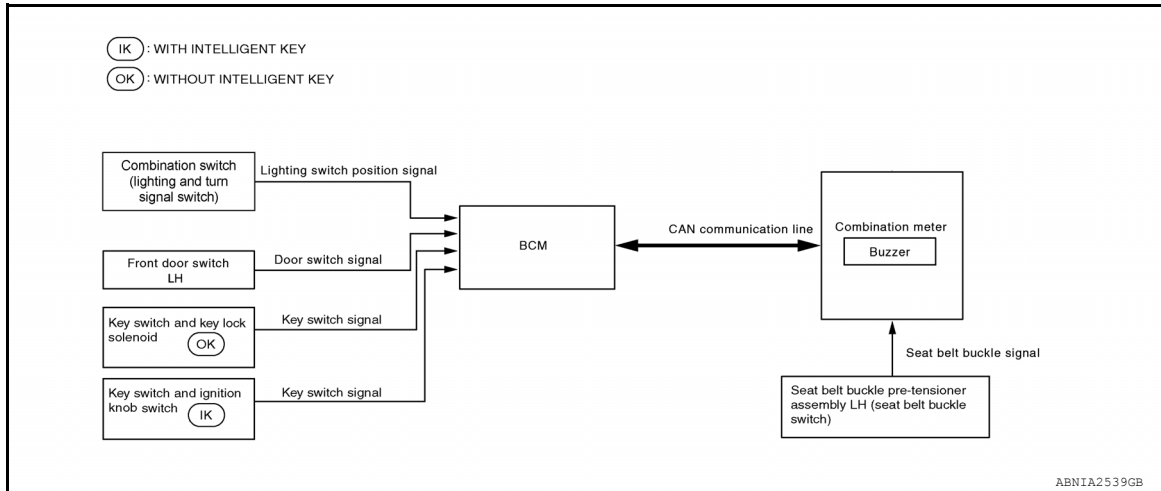 IK : WITH INTELLIGENT KEY
OK : WITHOUT INTELLIGENT KEY
Combination switch
(lighting and turn
signal switch)
Lighting switch position signal
Front door switch
LH
Door switch signal
Key switch and key lock
solenoid OK
Key switch signal
Key switch and ignition
knob switch IK
Key switch signal
BCM
CAN communication line
Combination meter
Buzzer
Seat belt buckle signal
Seat belt buckle pre-tensioner
assembly LH (seat belt buckle
switch)
ABNIA2539GB